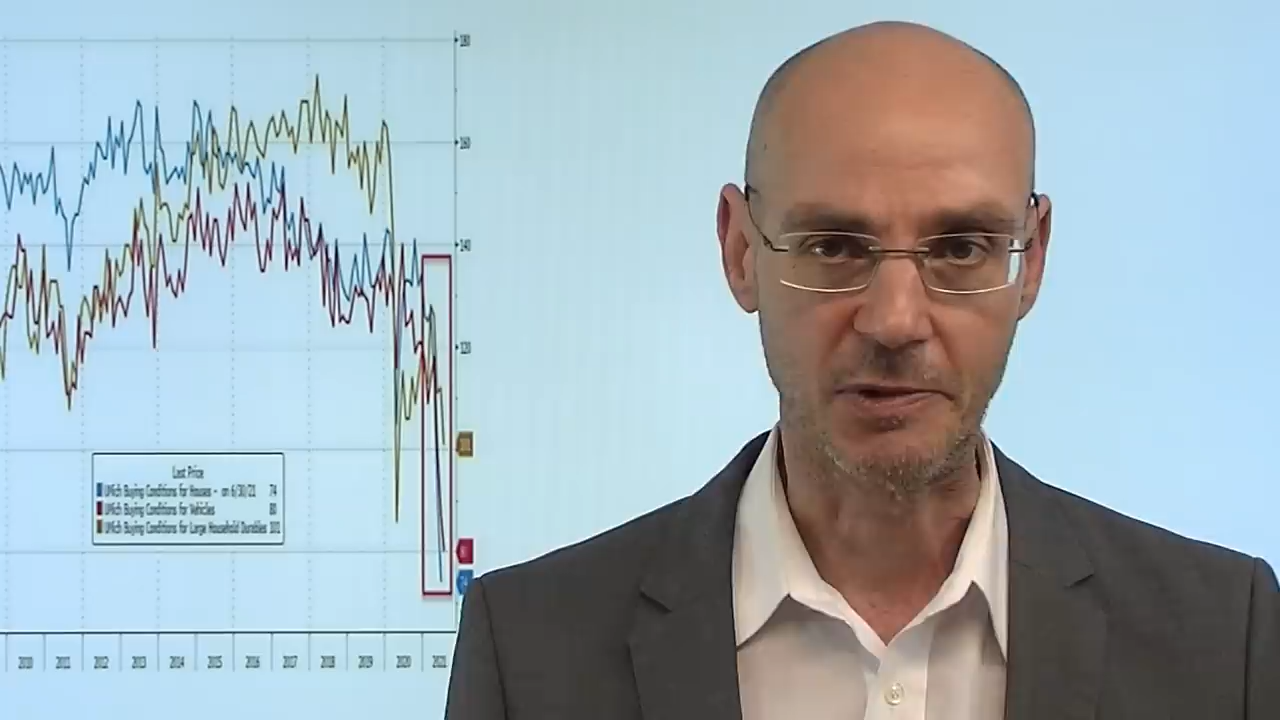 180
160
140
120
Last Price
UMich Buying Conditions for Houses - on 6/30/21 74
UMich Buying Conditions for Vehicles 80
UMich Buying Conditions for Large Household Durables 101
101
2010 2011 2012 2013 2014 2015 2016 2017 2018 2019 2020 2021